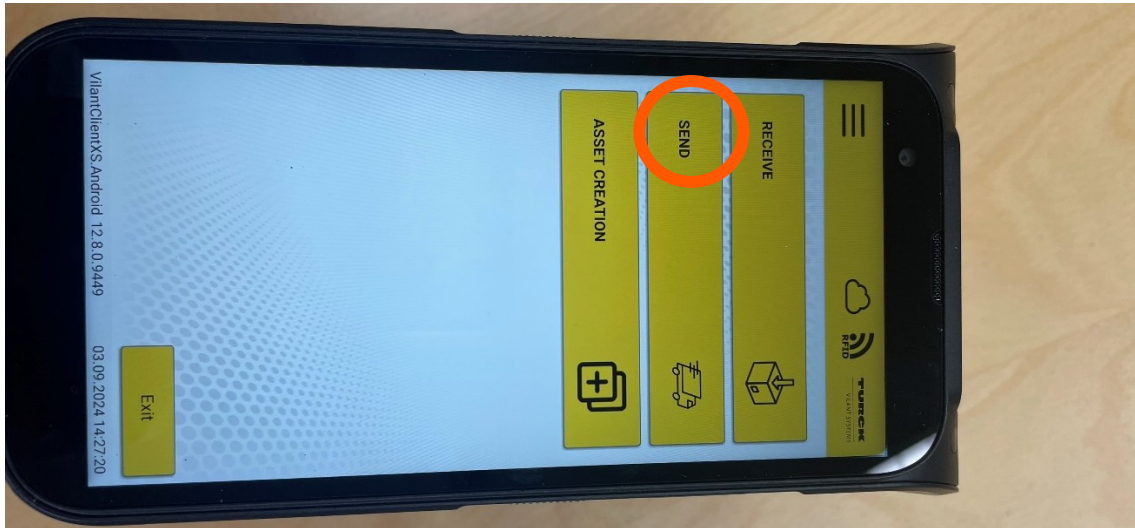 RFID
TURCK
VILANT SYSTEMS
RECEIVE
SEND
ASSET CREATION
Exit
VilantClientXS.Android 12.8.0.9449
03.09.2024 14:27:20